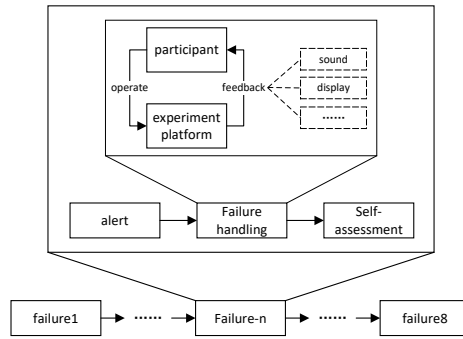 participant
sound
operate
feedback
display
experiment
platform
......
alert
Failure
handling
Self-
assessment
failure1
......
Failure-n
......
failure8